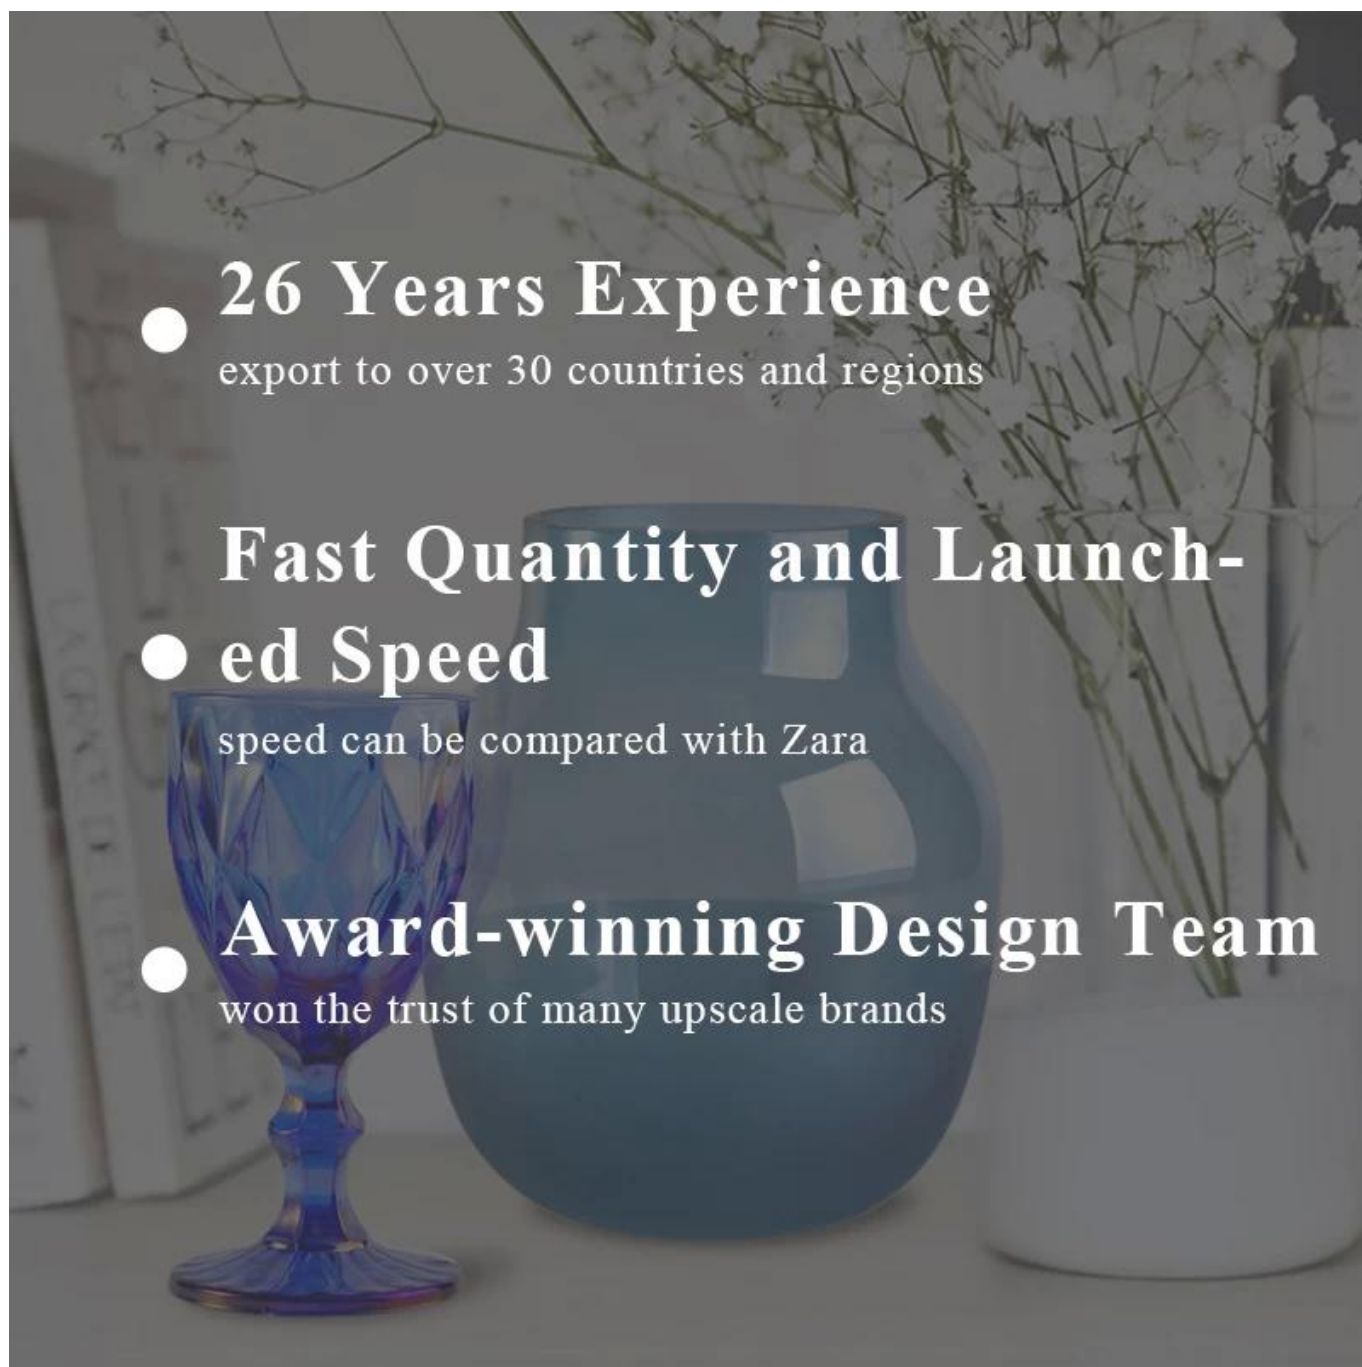 26 Years Experience
export to over 30 countries and regions
Fast Quantity and Launch-
ed Speed
speed can be compared with Zara
Award-winning Design Team
won the trust of many upscale brands